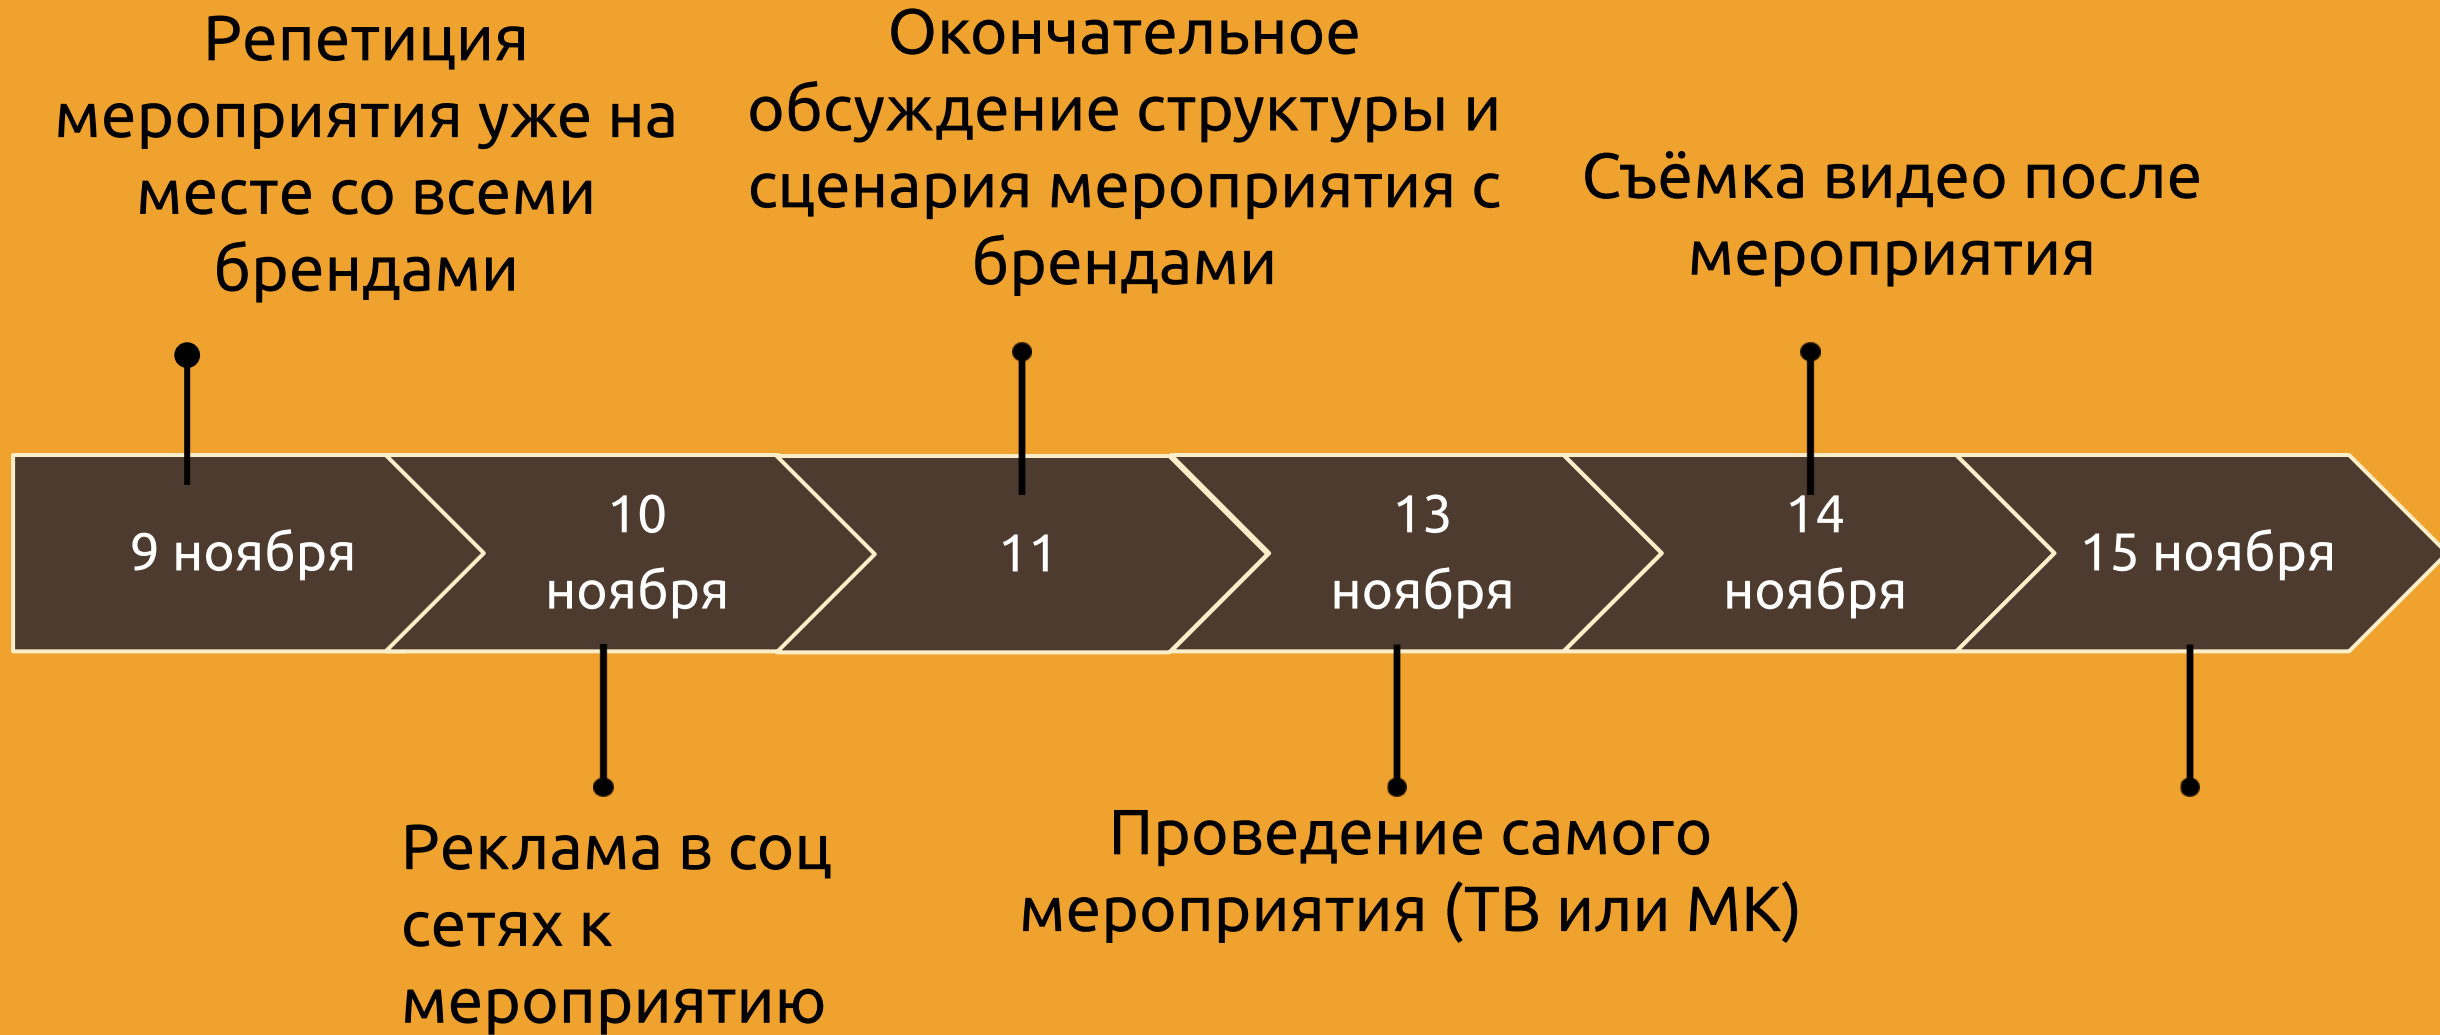 Репетиция
мероприятия уже на
месте со всеми
брендами
Окончательное
обсуждение структуры и
сценария мероприятия с
брендами
Съёмка видео после
мероприятия
9 ноября
10
ноября
11
13
ноября
14
ноября
15 ноября
Реклама в соц
сетях к
мероприятию
Проведение самого
мероприятия (ТВ или МК)